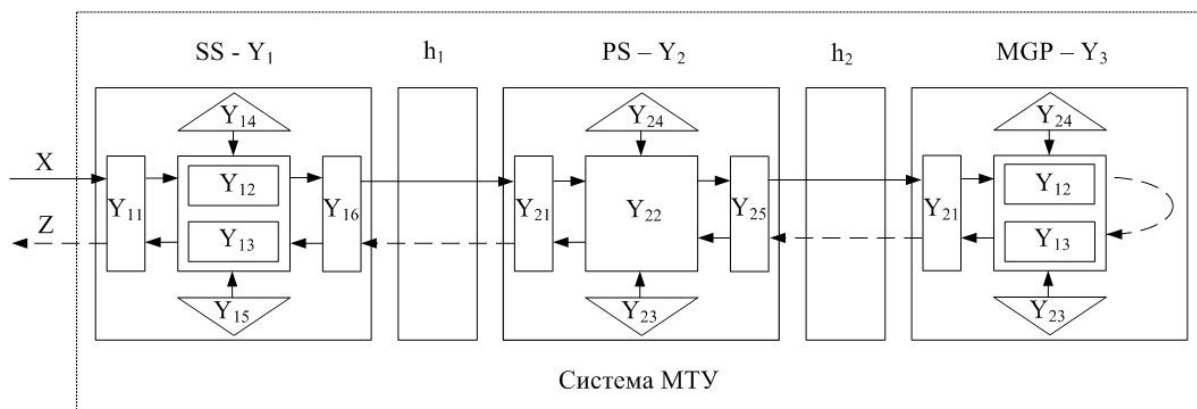 SS - Y₁
h₁
PS – Y₂
h₂
MGP – Y₃
Y₁₄
Y₂₄
Y₂₄
X
Y₁₂
Y₁₂
Y₁₁
Y₁₆
Y₂₁
Y₂₂
Y₂₅
Y₂₁
Z
Y₁₃
Y₁₃
Y₁₅
Y₂₃
Y₂₃
Система МТУ